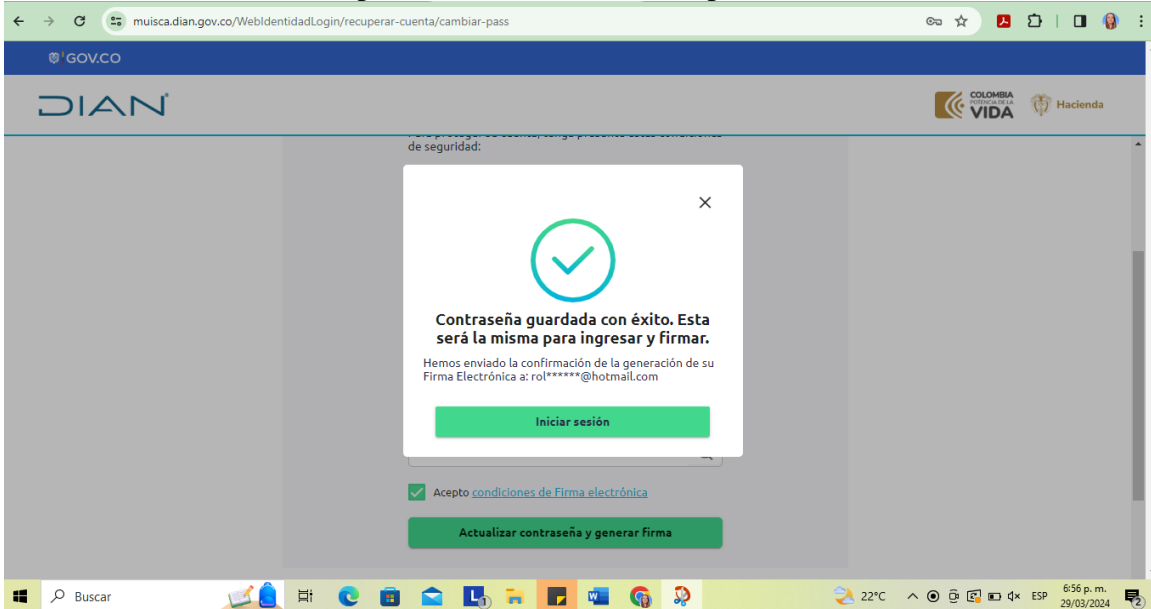 muisca.dian.gov.co/WebIdentidadLogin/recuperar-cuenta/cambiar-pass
GOV.CO
DIAN
COLOMBIA
POTENCIA DE LA
VIDA
Hacienda
de seguridad:
Contraseña guardada con éxito. Esta
será la misma para ingresar y firmar.
Hemos enviado la confirmación de la generación de su
Firma Electrónica a: rol******@hotmail.com
Iniciar sesión
Acepto condiciones de Firma electrónica
Actualizar contraseña y generar firma
Buscar
22°C
ESP
6:56 p. m.
29/03/2024